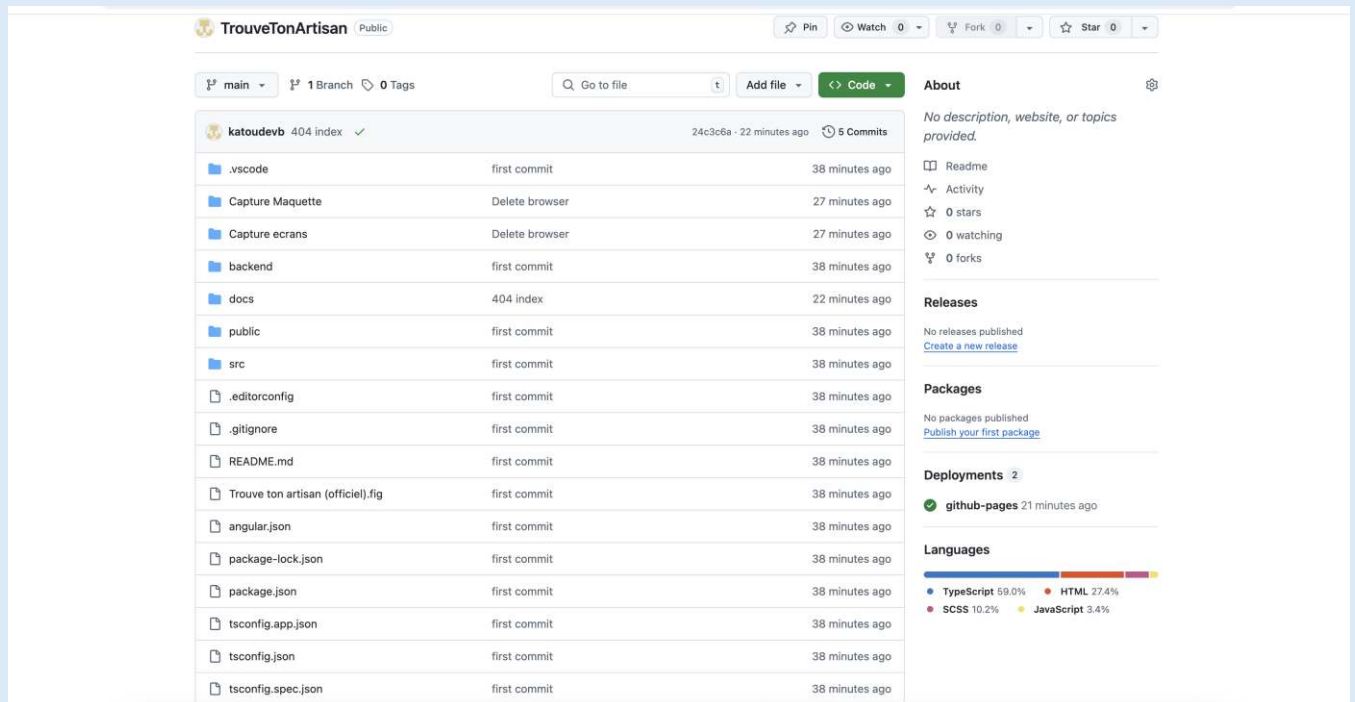 TrouveTonArtisan Public
Pin Watch 0 Fork 0 Star 0
main 1 Branch 0 Tags Go to file t Add file Code
katoudevb 404 index 24c3c6a · 22 minutes ago 5 Commits
.vscode first commit 38 minutes ago
Capture Maquette Delete browser 27 minutes ago
Capture ecrans Delete browser 27 minutes ago
backend first commit 38 minutes ago
docs 404 index 22 minutes ago
public first commit 38 minutes ago
src first commit 38 minutes ago
.editorconfig first commit 38 minutes ago
.gitignore first commit 38 minutes ago
README.md first commit 38 minutes ago
Trouve ton artisan (officiel).fig first commit 38 minutes ago
angular.json first commit 38 minutes ago
package-lock.json first commit 38 minutes ago
package.json first commit 38 minutes ago
tsconfig.app.json first commit 38 minutes ago
tsconfig.json first commit 38 minutes ago
tsconfig.spec.json first commit 38 minutes ago
About
No description, website, or topics
provided.
Readme
Activity
0 stars
0 watching
0 forks
Releases
No releases published
Create a new release
Packages
No packages published
Publish your first package
Deployments 2
github-pages 21 minutes ago
Languages
TypeScript 59.0% HTML 27.4%
SCSS 10.2% JavaScript 3.4%